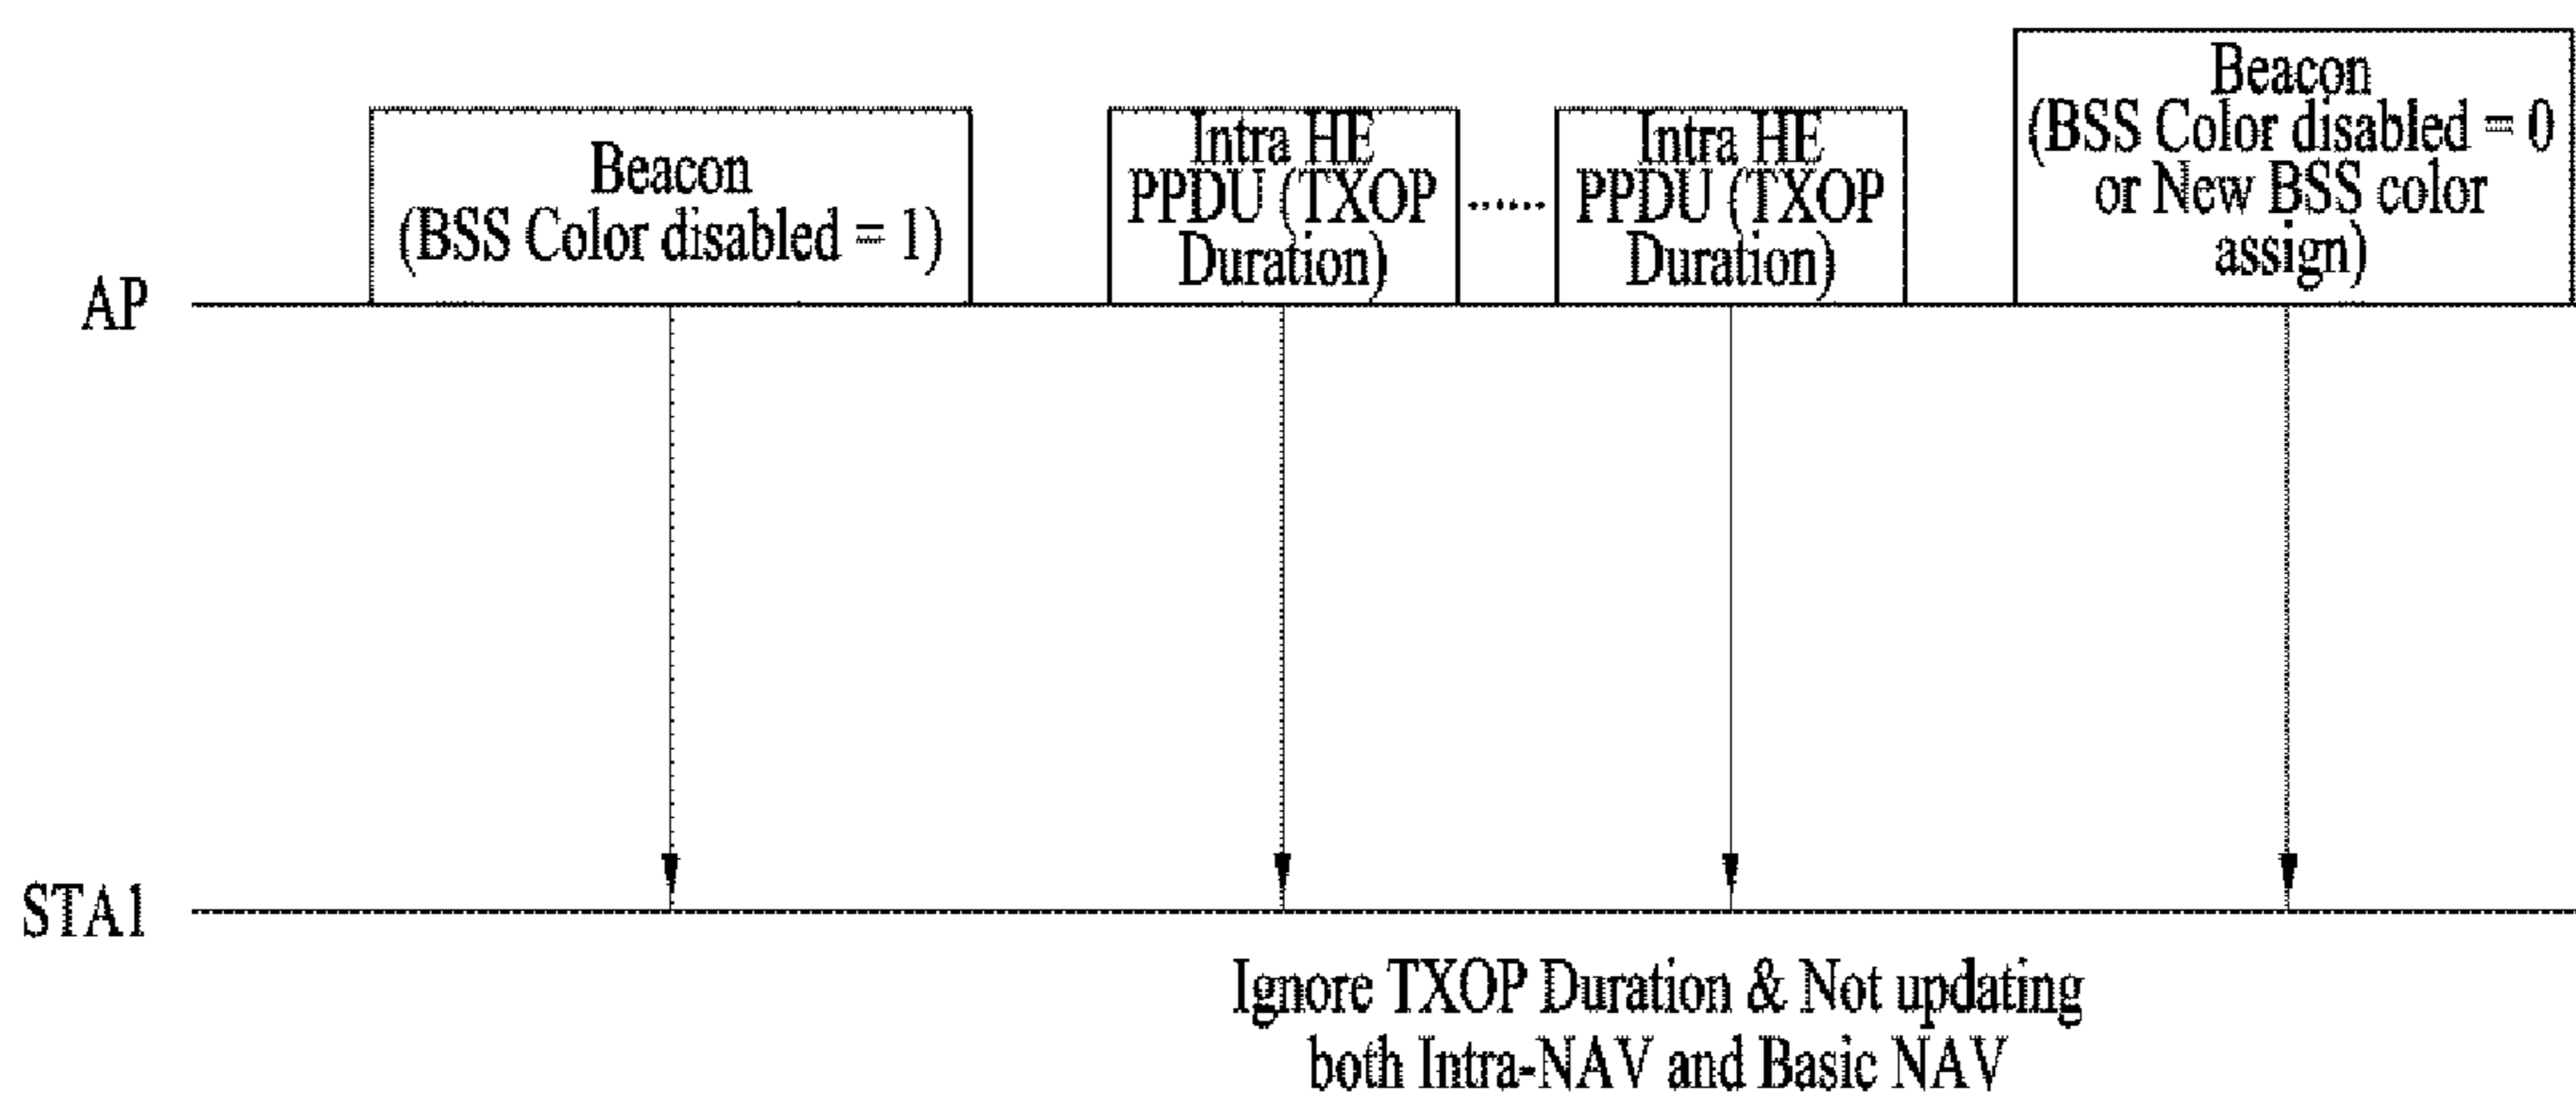 Beacon
(BSS Color disabled = 1)
Intra HE
PPDU (TXOP
Duration)
......
Intra HE
PPDU (TXOP
Duration)
Beacon
(BSS Color disabled = 0
or New BSS color
assign)
AP
STA1
Ignore TXOP Duration & Not updating
both Intra-NAV and Basic NAV